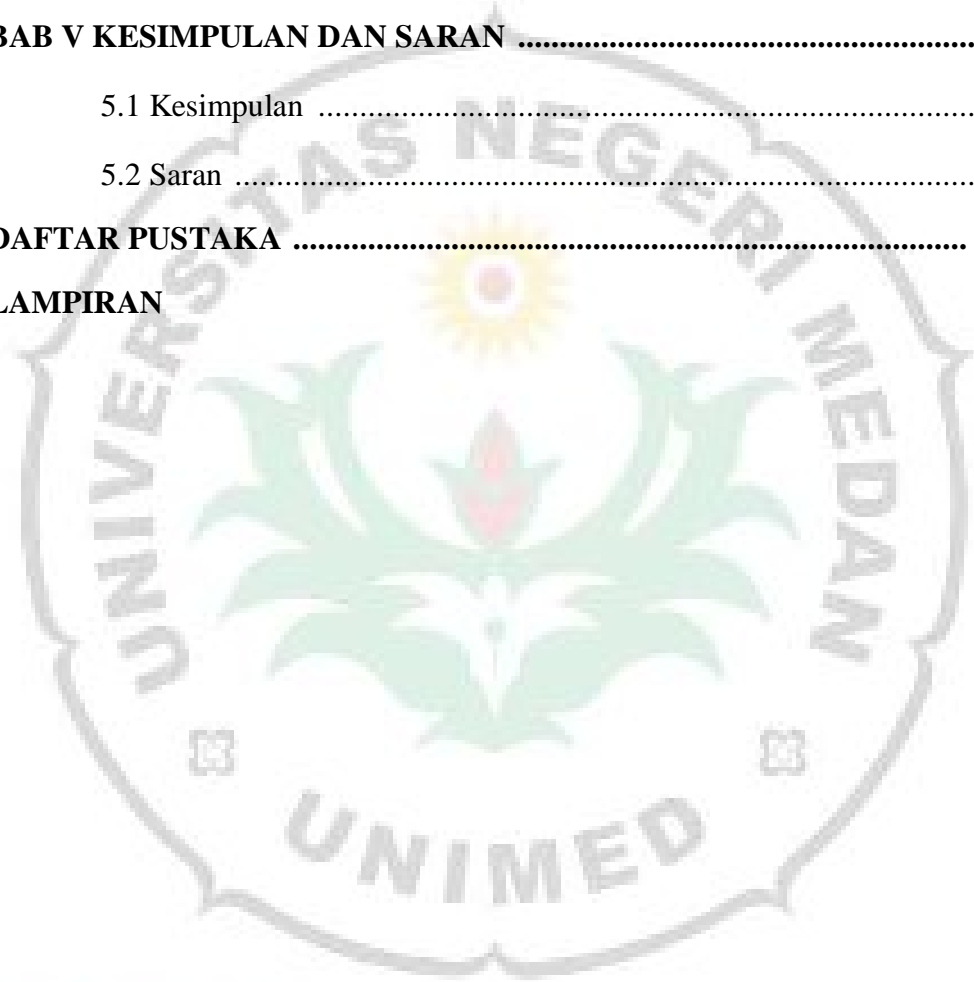 BAB V KESIMPULAN DAN SARAN ......................................................
5.1 Kesimpulan ...............................................................................
5.2 Saran .........................................................................................
DAFTAR PUSTAKA .................................................................................
LAMPIRAN
UNIVERSITAS NEGERI MEDAN
UNIMED